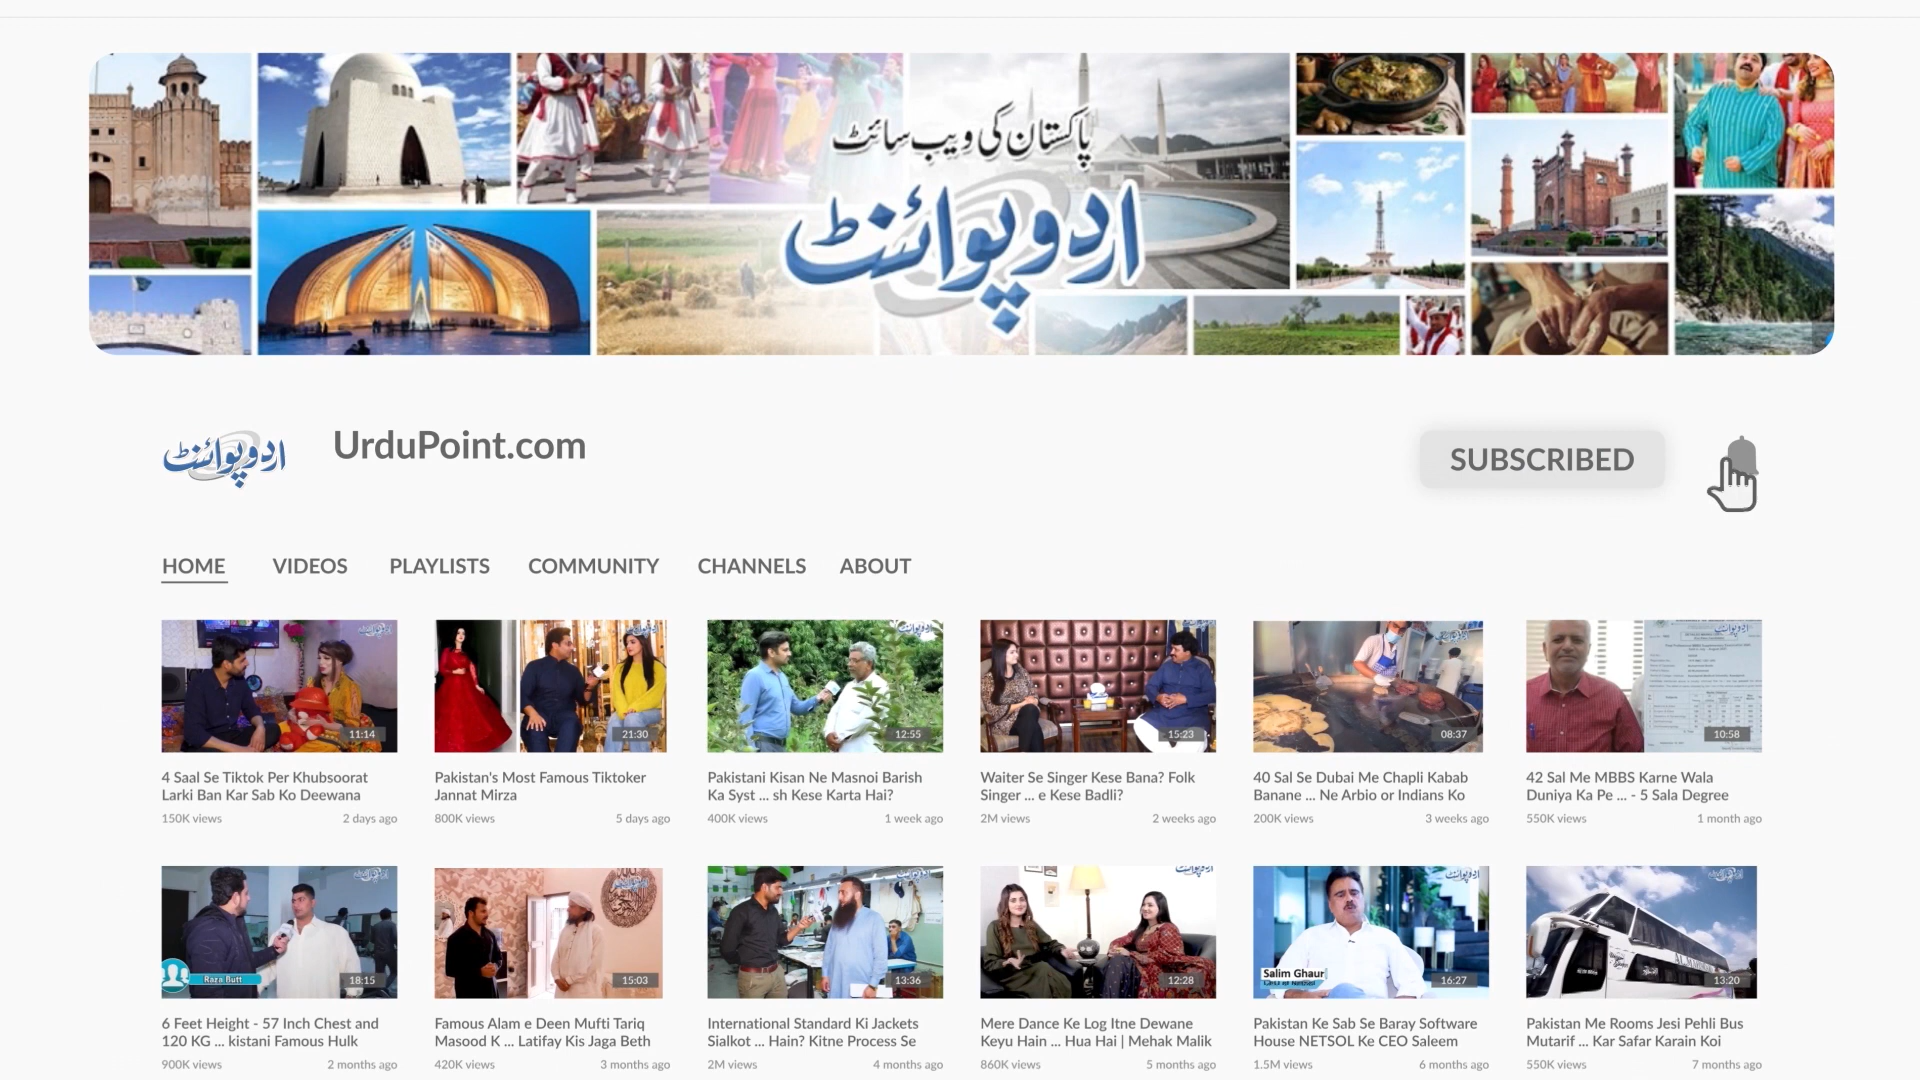 پاکستان کی ویب سائٹ
اردو پوائنٹ
اردو پوائنٹ
UrduPoint.com
SUBSCRIBED
HOME
VIDEOS
PLAYLISTS
COMMUNITY
CHANNELS
ABOUT
11:14
21:30
12:55
15:23
08:37
10:58
4 Saal Se Tiktok Per Khubsoorat
Larki Ban Kar Sab Ko Deewana
150K views
2 days ago
Pakistan's Most Famous Tiktoker
Jannat Mirza
800K views
5 days ago
Pakistani Kisan Ne Masnoi Barish
Ka Syst ... sh Kese Karta Hai?
400K views
1 week ago
Waiter Se Singer Kese Bana? Folk
Singer ... e Kese Badli?
2M views
2 weeks ago
40 Sal Se Dubai Me Chapli Kabab
Banane ... Ne Arbio or Indians Ko
200K views
3 weeks ago
42 Sal Me MBBS Karne Wala
Duniya Ka Pe ... - 5 Sala Degree
550K views
1 month ago
Raza Butt
18:15
15:03
13:36
12:28
Salim Ghauri
16:27
13:20
6 Feet Height - 57 Inch Chest and
120 KG ... kistani Famous Hulk
900K views
2 months ago
Famous Alam e Deen Mufti Tariq
Masood K ... Latifay Kis Jaga Beth
420K views
3 months ago
International Standard Ki Jackets
Sialkot ... Hain? Kitne Process Se
2M views
4 months ago
Mere Dance Ke Log Itne Dewane
Keyu Hain ... Hua Hai | Mehak Malik
860K views
5 months ago
Pakistan Ke Sab Se Baray Software
House NETSOL Ke CEO Saleem
1.5M views
6 months ago
Pakistan Me Rooms Jesi Pehli Bus
Mutarif ... Kar Safar Karain Koi
550K views
7 months ago